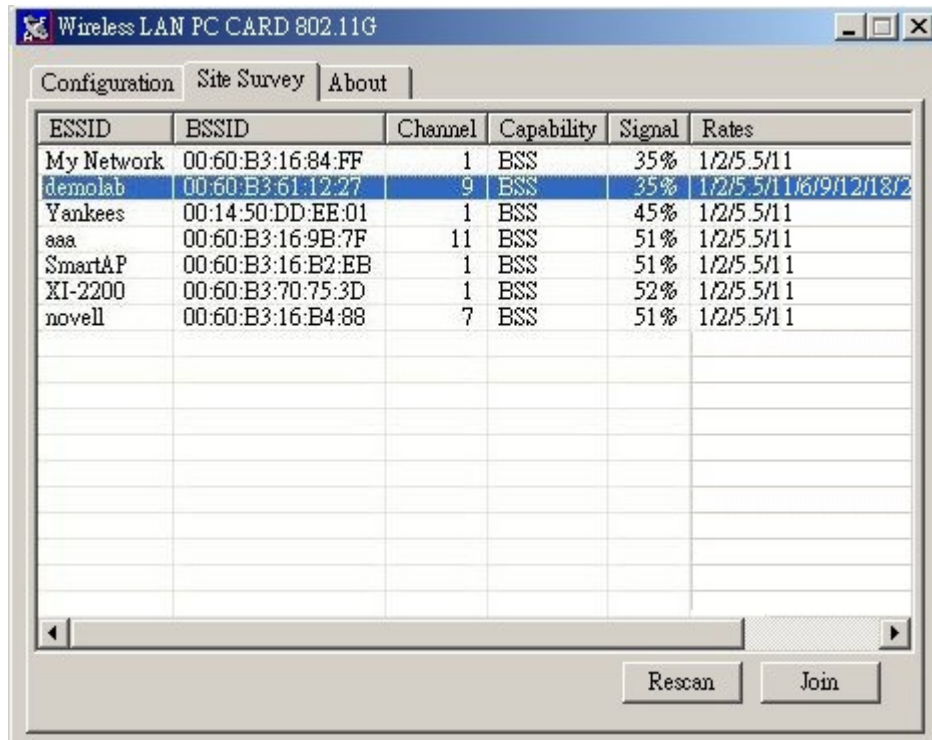 Wireless LAN PC CARD 802.11G
Configuration Site Survey About
ESSID BSSID Channel Capability Signal Rates
My Network 00:60:B3:16:84:FF 1 BSS 35% 1/2/5.5/11
demolab 00:60:B3:61:12:27 9 BSS 35% 1/2/5.5/11/6/9/12/18/2
Yankees 00:14:50:DD:EE:01 1 BSS 45% 1/2/5.5/11
aaa 00:60:B3:16:9B:7F 11 BSS 51% 1/2/5.5/11
SmartAP 00:60:B3:16:B2:EB 1 BSS 51% 1/2/5.5/11
XI-2200 00:60:B3:70:75:3D 1 BSS 52% 1/2/5.5/11
novell 00:60:B3:16:B4:88 7 BSS 51% 1/2/5.5/11
Rescan Join